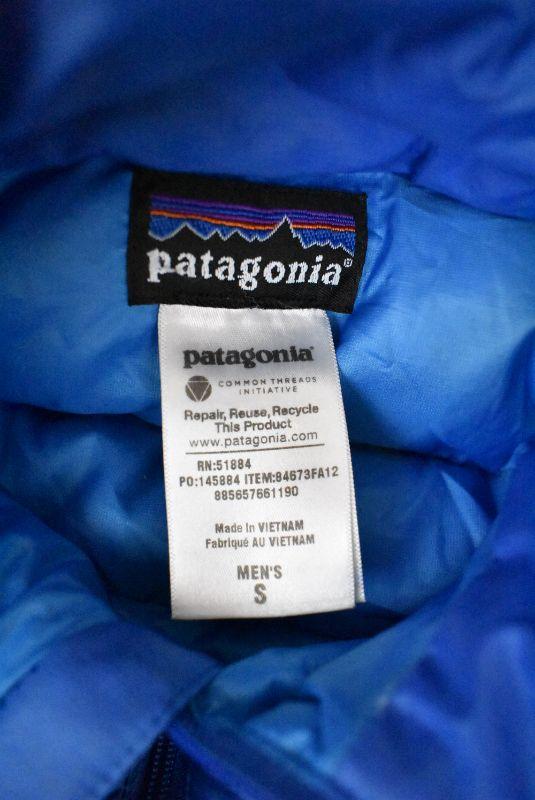 patagonia®
patagonia®
COMMON THREADS
INITIATIVE
Repair, Reuse, Recycle
This Product
www.patagonia.com
RN:51884
PO:145884 ITEM:84673FA12
885657661190
Made in VIETNAM
Fabriqué AU VIETNAM
MEN'S
S